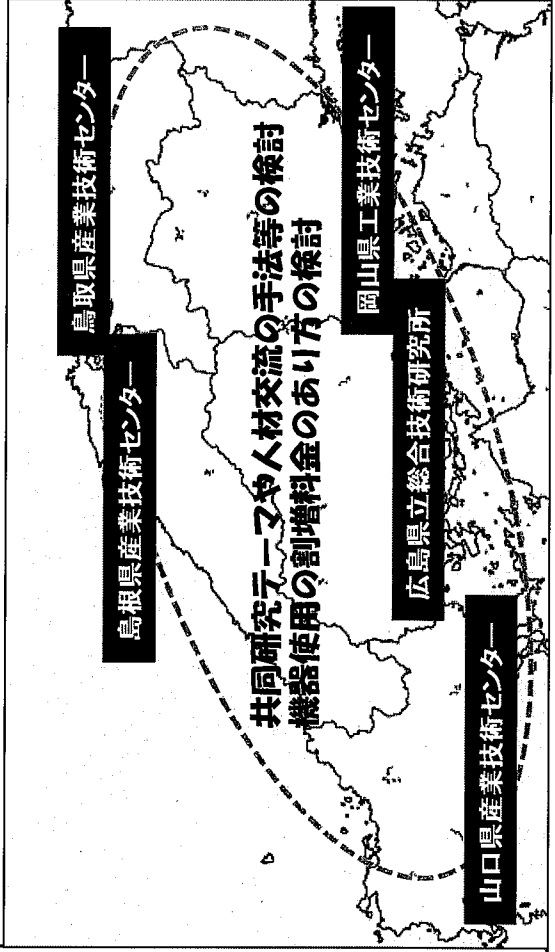 鳥取県産業技術センター
島根県産業技術センター
岡山県工業技術センター
共同研究テーマや人材交流の手法等の検討
機器使用の割増料金のあり方の検討
広島県立総合技術研究所
山口県産業技術センター